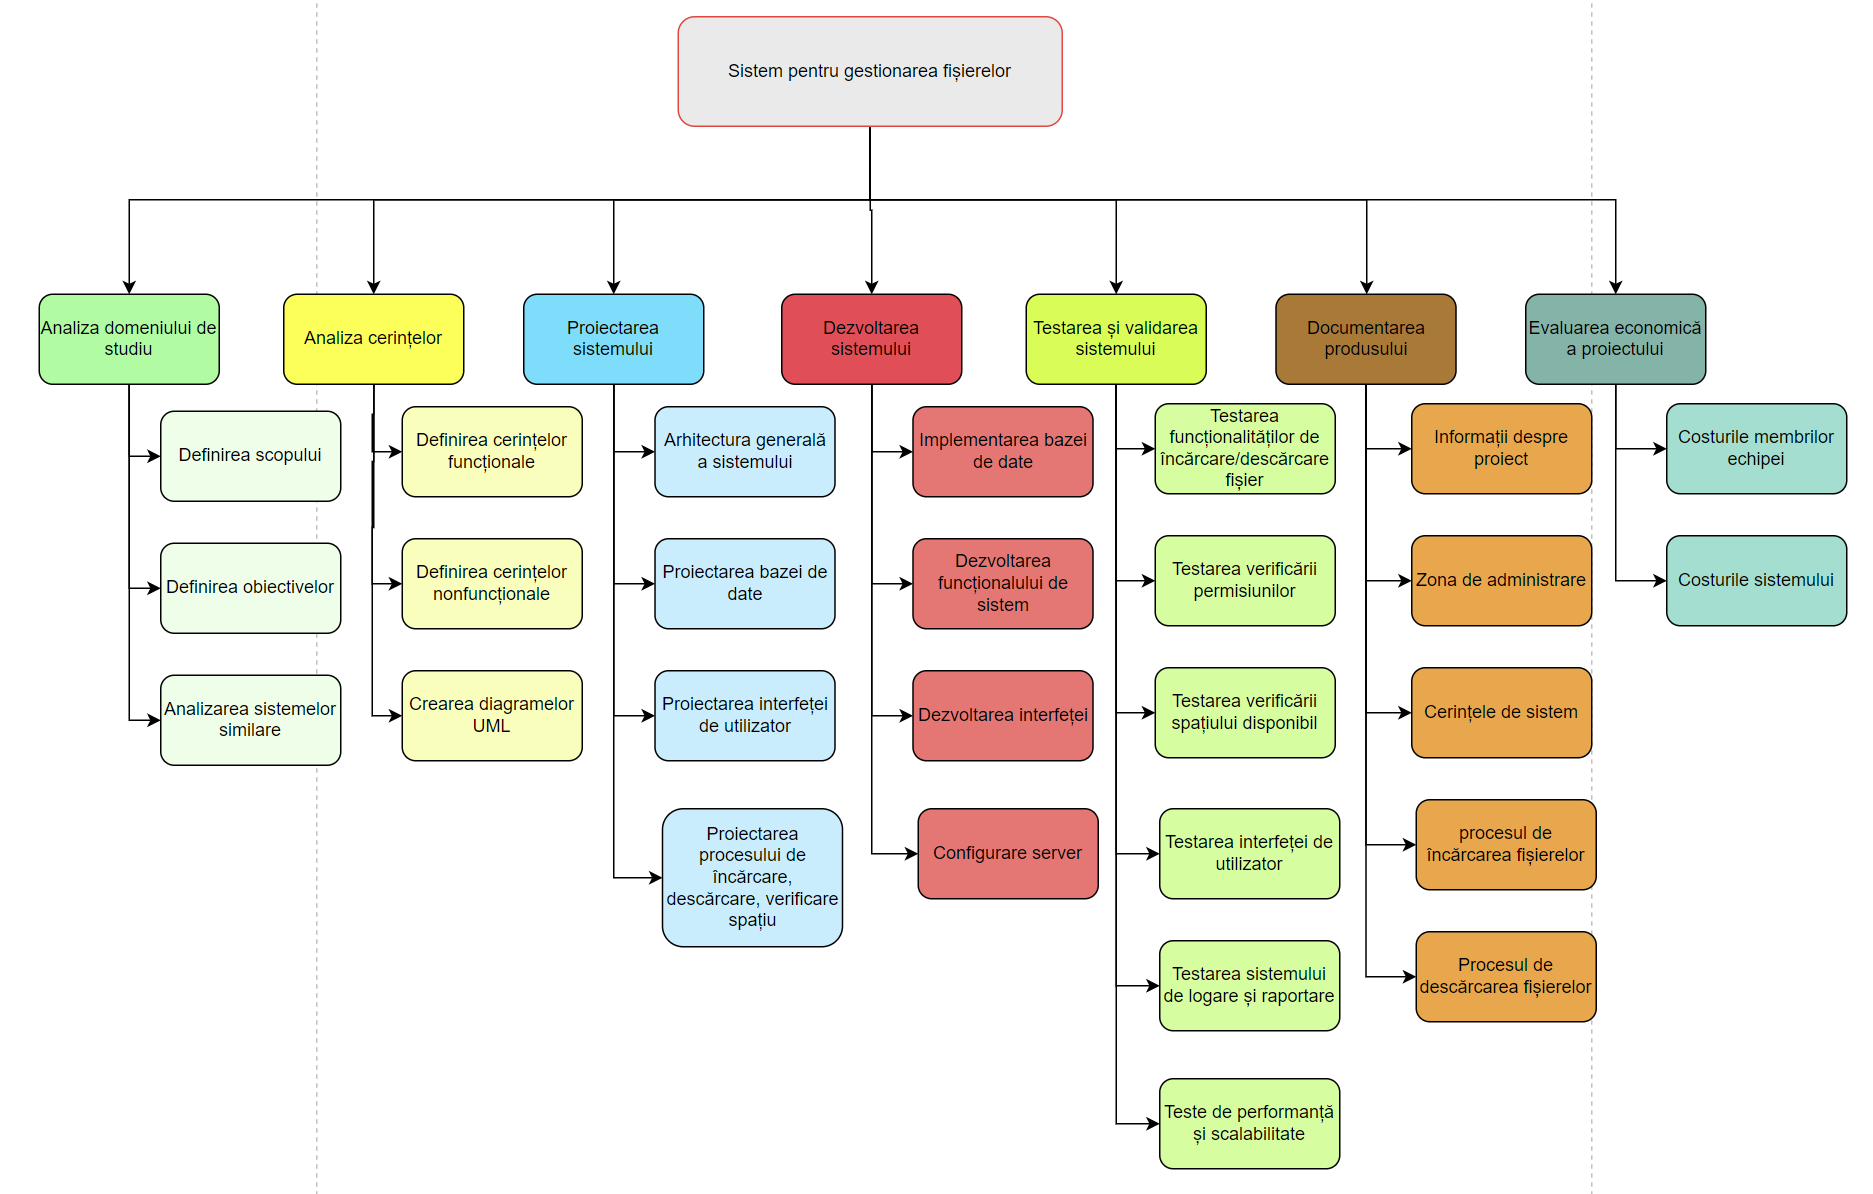 Sistem pentru gestionarea fișierelor
Analiza domeniului de
studiu
Definirea scopului
Definirea obiectivelor
Analizarea sistemelor
similare
Analiza cerințelor
Definirea cerințelor
funcționale
Definirea cerințelor
nonfuncționale
Crearea diagramelor
UML
Proiectarea
sistemului
Arhitectura generală
a sistemului
Proiectarea bazei de
date
Proiectarea interfeței
de utilizator
Proiectarea
procesului de
încărcare,
descărcare, verificare
spațiu
Dezvoltarea
sistemului
Implementarea bazei
de date
Dezvoltarea
funcționalului de
sistem
Dezvoltarea interfeței
Configurare server
Testarea și validarea
sistemului
Testarea
funcționalităților de
încărcare/descărcare
fișier
Testarea verificării
permisiunilor
Testarea verificării
spațiului disponibil
Testarea interfeței de
utilizator
Testarea sistemului
de logare și raportare
Teste de performanță
și scalabilitate
Documentarea
produsului
Informații despre
proiect
Zona de administrare
Cerințele de sistem
procesul de
încărcarea fișierelor
Procesul de
descărcarea fișierelor
Evaluarea economică
a proiectului
Costurile membrilor
echipei
Costurile sistemului